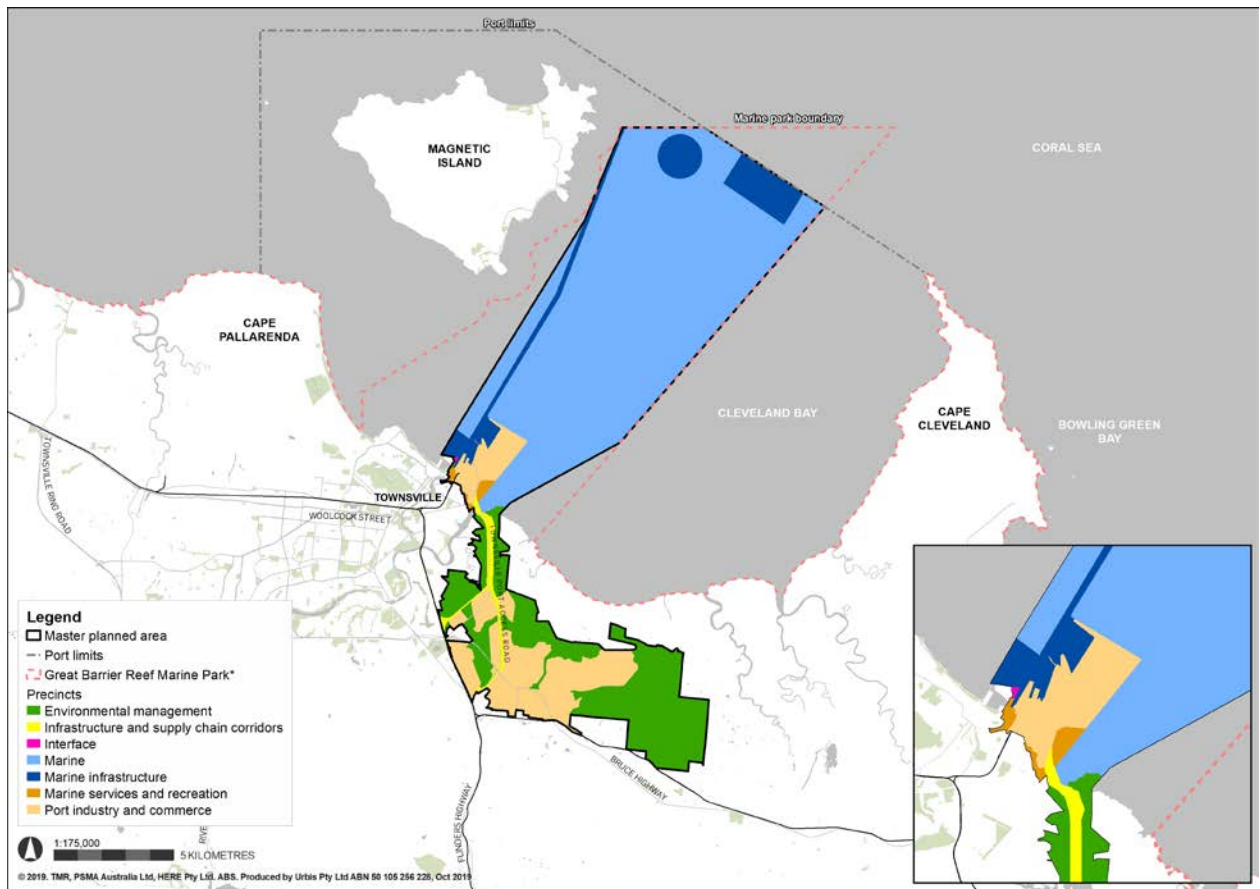 Port limits
Marine park boundary
MAGNETIC
ISLAND
CORAL SEA
CAPE
PALLARENDA
CLEVELAND BAY
CAPE
CLEVELAND
BOWLING GREEN
BAY
TOWNSVILLE RING ROAD
TOWNSVILLE
WOOLCOCK STREET
TOWNSVILLE PORT ACCESS ROAD
BRUCE HIGHWAY
FLINDERS HIGHWAY
Legend
Master planned area
Port limits
Great Barrier Reef Marine Park*
Precincts
Environmental management
Infrastructure and supply chain corridors
Interface
Marine
Marine infrastructure
Marine services and recreation
Port industry and commerce
1:175,000
5 KILOMETRES
© 2019. TMR, PSMA Australia Ltd, HERE Pty Ltd. ABS. Produced by Urbis Pty Ltd ABN 50 105 256 228, Oct 2019